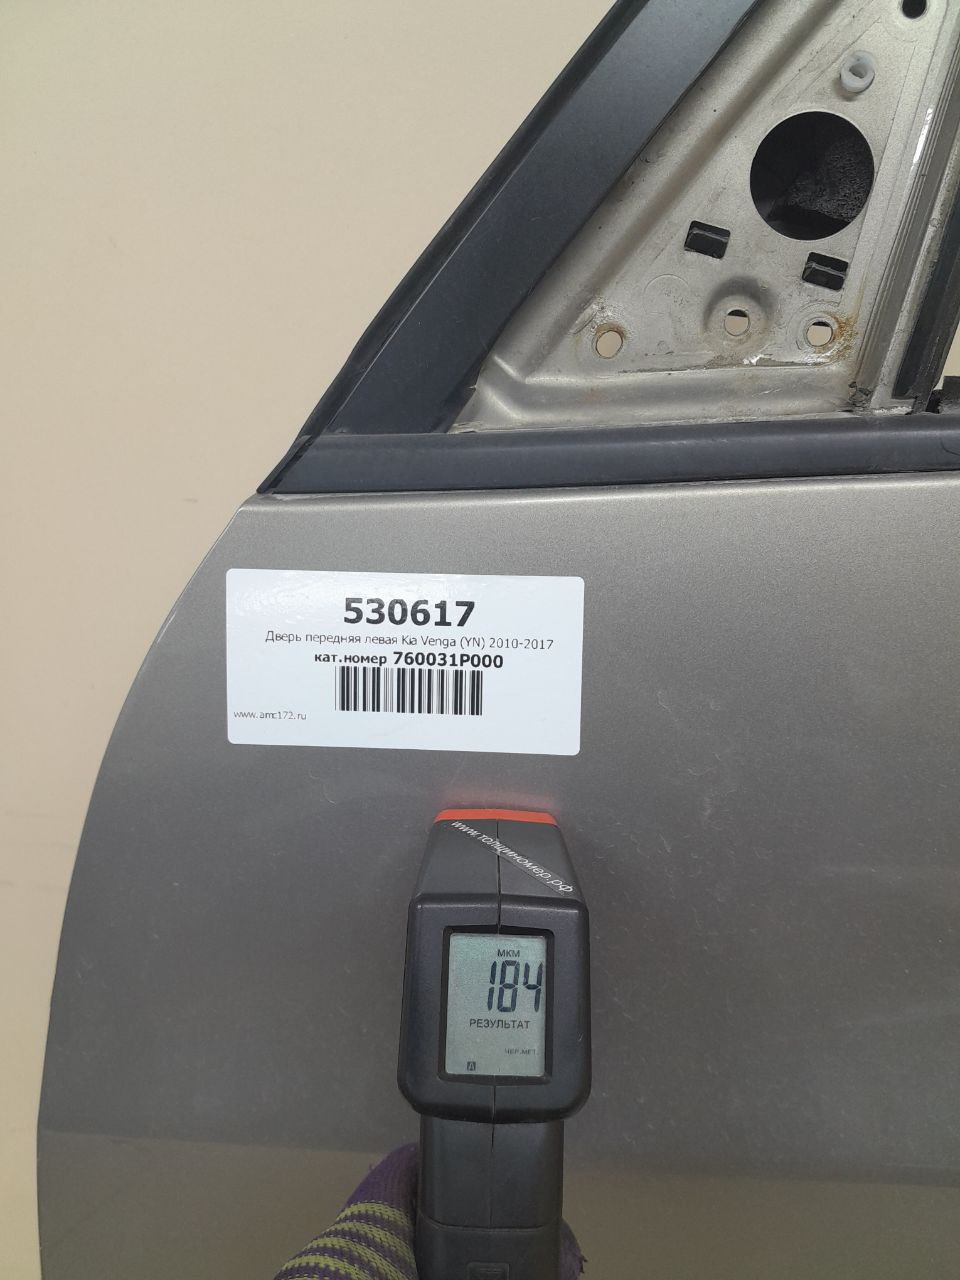 530617
Дверь передняя левая Kia Venga (YN) 2010-2017
кат.номер 760031P000
www.amc172.ru
www.толщиномер.рф
МКМ
184
РЕЗУЛЬТАТ
ЧЕР.МЕТ.
A